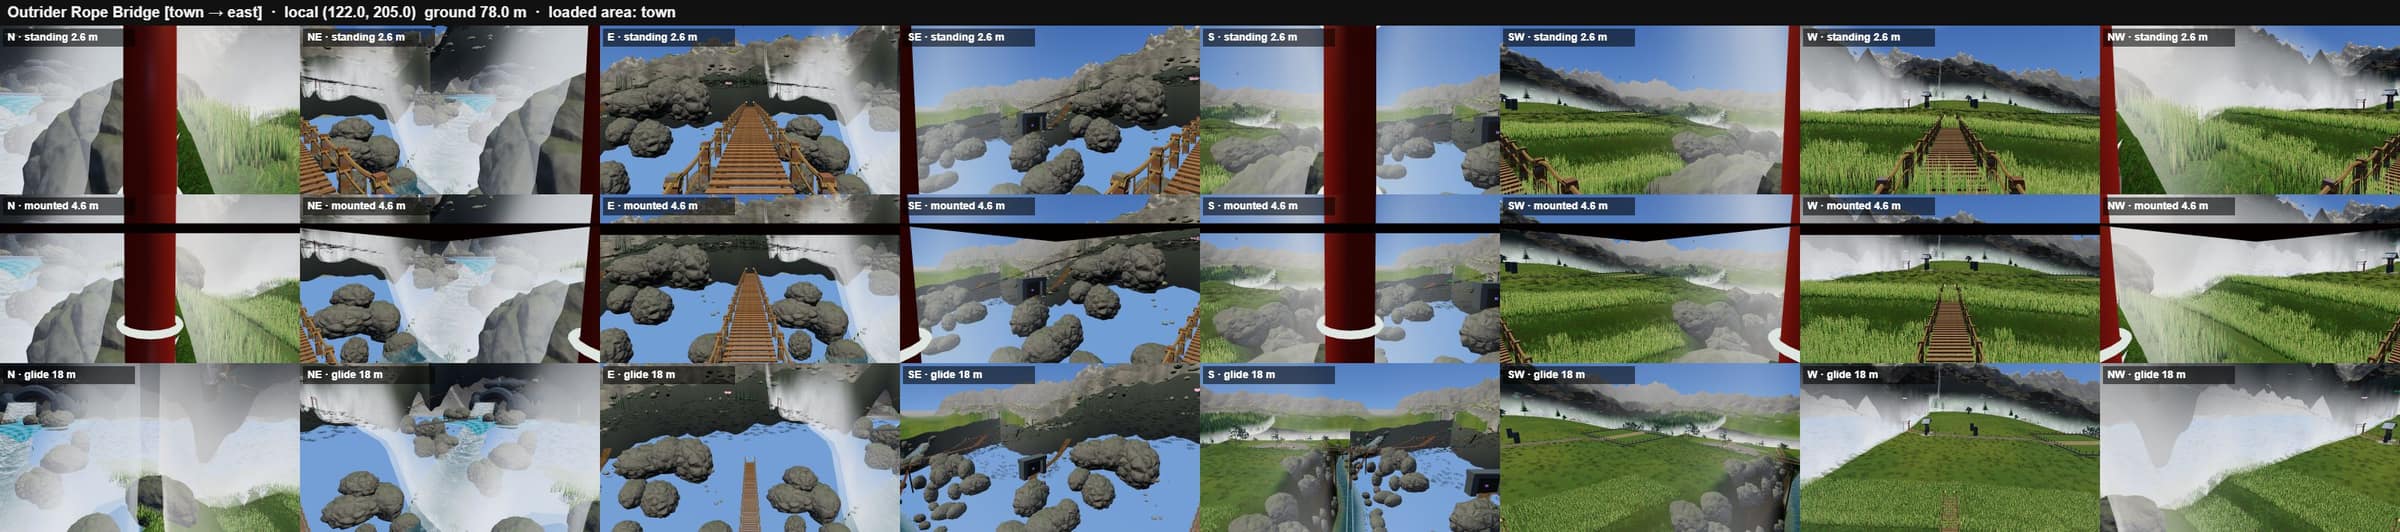 Outrider Rope Bridge [town → east]  ·  local (122.0, 205.0)  ground 78.0 m  ·  loaded area: town
N · standing 2.6 m
NE · standing 2.6 m
E · standing 2.6 m
SE · standing 2.6 m
S · standing 2.6 m
SW · standing 2.6 m
W · standing 2.6 m
NW · standing 2.6 m
N · mounted 4.6 m
NE · mounted 4.6 m
E · mounted 4.6 m
SE · mounted 4.6 m
S · mounted 4.6 m
SW · mounted 4.6 m
W · mounted 4.6 m
NW · mounted 4.6 m
N · glide 18 m
NE · glide 18 m
E · glide 18 m
SE · glide 18 m
S · glide 18 m
SW · glide 18 m
W · glide 18 m
NW · glide 18 m